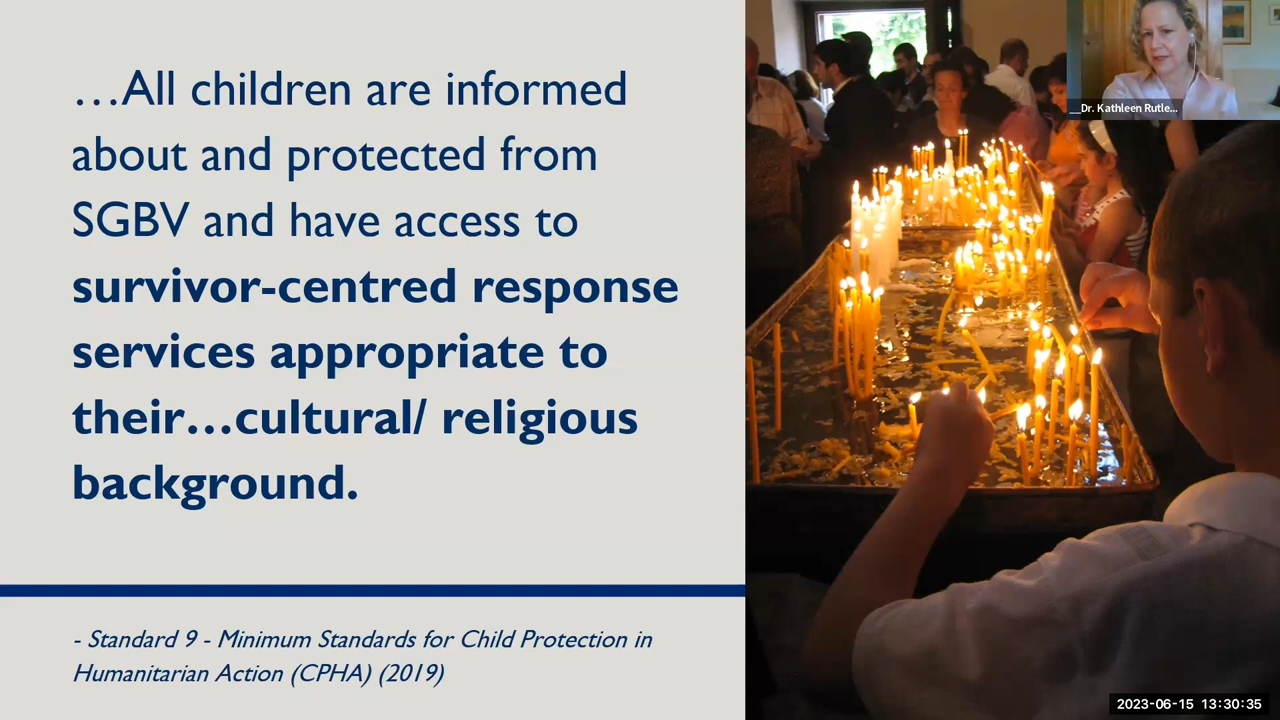 ...All children are informed
about and protected from
SGBV and have access to
survivor-centred response
services appropriate to
their...cultural/ religious
background.
- Standard 9 - Minimum Standards for Child Protection in
Humanitarian Action (CPHA) (2019)
__Dr. Kathleen Rutle...
2023-06-15 13:30:35